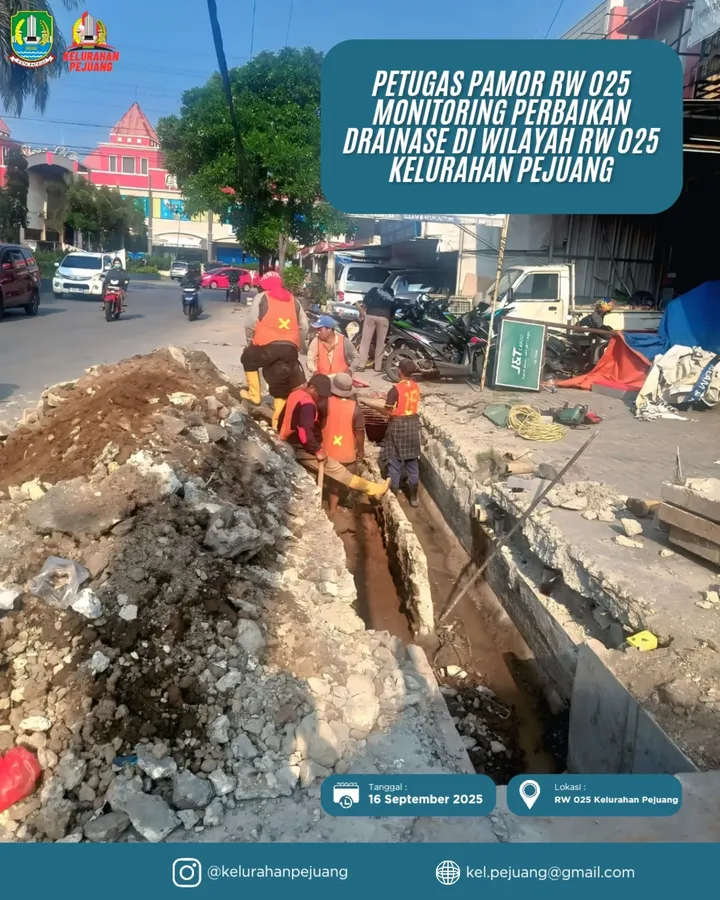 KELURAHAN
PEJUANG
PETUGAS PAMOR RW 025
MONITORING PERBAIKAN
DRAINASE DI WILAYAH RW 025
KELURAHAN PEJUANG
J&T
Tanggal :
16 September 2025
Lokasi :
RW 025 Kelurahan Pejuang
@kelurahanpejuang
kel.pejuang@gmail.com